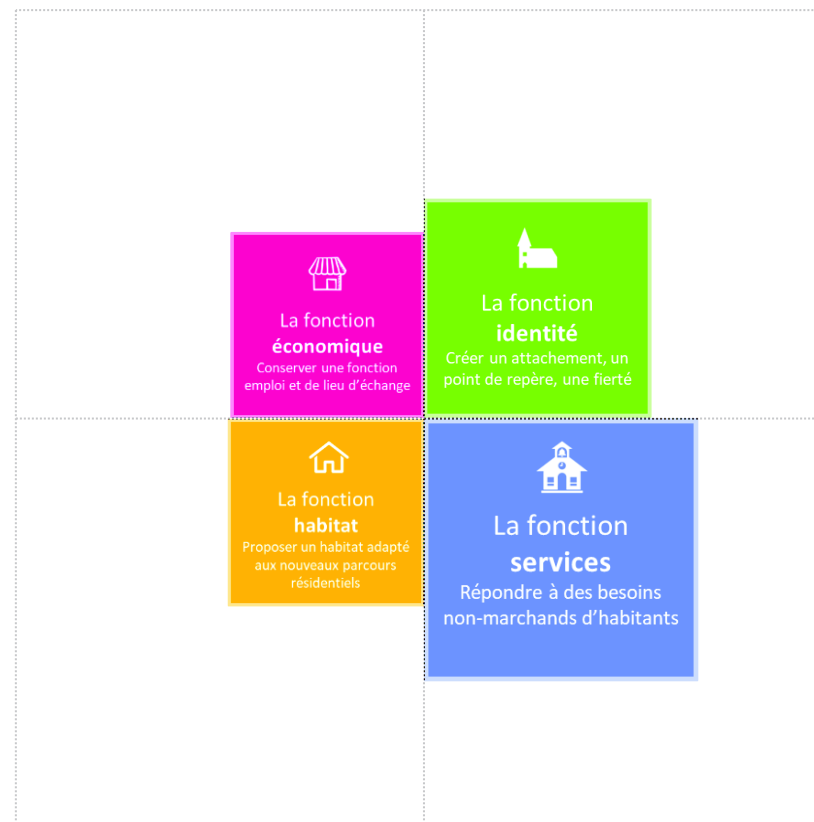 La fonction
économique
Conserver une fonction
emploi et de lieu d'échange
La fonction
identité
Créer un attachement, un
point de repère, une fierté
La fonction
habitat
Proposer un habitat adapté
aux nouveaux parcours
résidentiels
La fonction
services
Répondre à des besoins
non-marchands d'habitants